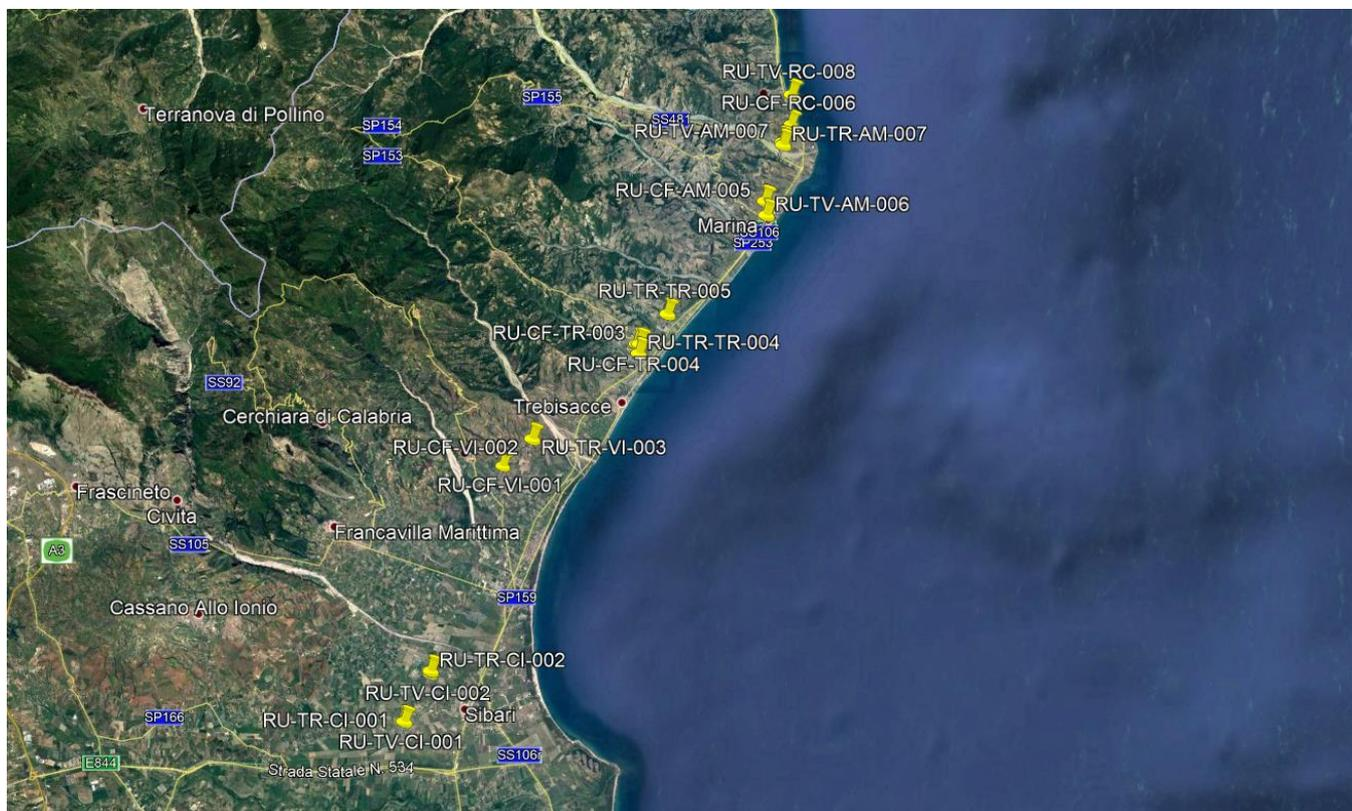 RU-TV-RC-008
SP155
RU-CF-RC-006
Terranova di Pollino
SS481
SP154
RU-TV-AM-007
RU-TR-AM-007
SP153
RU-CF-AM-005
RU-TV-AM-006
Marina
SS106
SP253
RU-TR-TR-005
RU-CF-TR-003
RU-TR-TR-004
RU-CF-TR-004
SS92
Trebisacce
Cerchiara di Calabria
RU-CF-VI-002
RU-TR-VI-003
RU-CF-VI-001
Frascineto
Civita
Francavilla Marittima
SS105
A3
SP159
Cassano Allo Ionio
RU-TR-CI-002
RU-TV-CI-002
SP166
RU-TR-CI-001
Sibari
RU-TV-CI-001
SS106
E844
Strada Statale N. 534